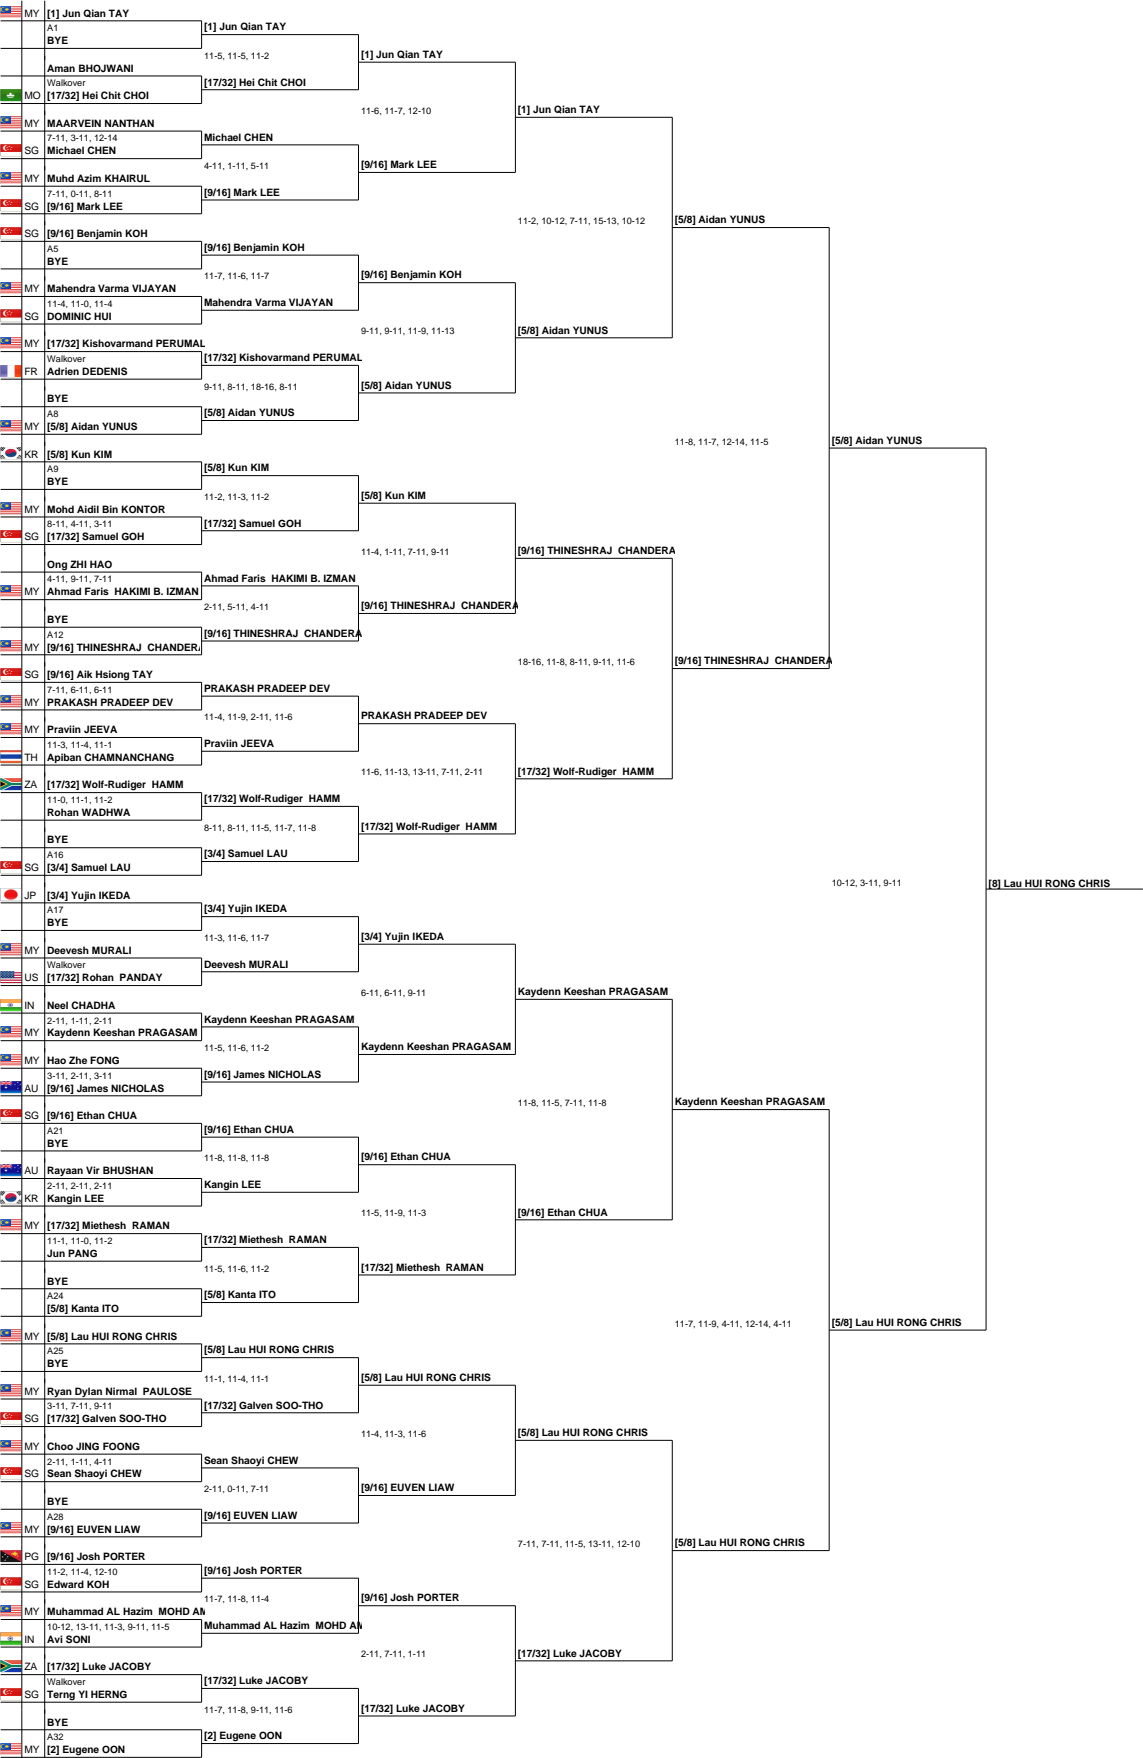 MY [1] Jun Qian TAY
[1] Jun Qian TAY
A1
BYE
11-5, 11-5, 11-2
[1] Jun Qian TAY
Aman BHOJWANI
Walkover
[17/32] Hei Chit CHOI
MO [17/32] Hei Chit CHOI
11-6, 11-7, 12-10
[1] Jun Qian TAY
MY MAARVEIN NANTHAN
7-11, 3-11, 12-14
Michael CHEN
SG Michael CHEN
4-11, 1-11, 5-11
[9/16] Mark LEE
MY Muhd Azim KHAIRUL
7-11, 0-11, 8-11
[9/16] Mark LEE
SG [9/16] Mark LEE
11-2, 10-12, 7-11, 15-13, 10-12
[5/8] Aidan YUNUS
SG [9/16] Benjamin KOH
A5
[9/16] Benjamin KOH
BYE
11-7, 11-6, 11-7
[9/16] Benjamin KOH
MY Mahendra Varma VIJAYAN
11-4, 11-0, 11-4
Mahendra Varma VIJAYAN
SG DOMINIC HUI
9-11, 9-11, 11-9, 11-13
[5/8] Aidan YUNUS
MY [17/32] Kishovarmand PERUMAL
Walkover
[17/32] Kishovarmand PERUMAL
FR Adrien DEDENIS
9-11, 8-11, 18-16, 8-11
[5/8] Aidan YUNUS
BYE
A8
[5/8] Aidan YUNUS
MY [5/8] Aidan YUNUS
11-8, 11-7, 12-14, 11-5
[5/8] Aidan YUNUS
KR [5/8] Kun KIM
A9
[5/8] Kun KIM
BYE
11-2, 11-3, 11-2
[5/8] Kun KIM
MY Mohd Aidil Bin KONTOR
8-11, 4-11, 3-11
[17/32] Samuel GOH
SG [17/32] Samuel GOH
11-4, 1-11, 7-11, 9-11
[9/16] THINESHRAJ CHANDERA
Ong ZHI HAO
4-11, 9-11, 7-11
Ahmad Faris HAKIMI B. IZMAN
MY Ahmad Faris HAKIMI B. IZMAN
2-11, 5-11, 4-11
[9/16] THINESHRAJ CHANDERA
BYE
A12
[9/16] THINESHRAJ CHANDERA
MY [9/16] THINESHRAJ CHANDER
18-16, 11-8, 8-11, 9-11, 11-6
[9/16] THINESHRAJ CHANDERA
SG [9/16] Aik Hsiong TAY
7-11, 6-11, 6-11
PRAKASH PRADEEP DEV
MY PRAKASH PRADEEP DEV
11-4, 11-9, 2-11, 11-6
PRAKASH PRADEEP DEV
MY Praviin JEEVA
11-3, 11-4, 11-1
Praviin JEEVA
TH Apiban CHAMNANCHANG
11-6, 11-13, 13-11, 7-11, 2-11
[17/32] Wolf-Rudiger HAMM
ZA [17/32] Wolf-Rudiger HAMM
11-0, 11-1, 11-2
[17/32] Wolf-Rudiger HAMM
Rohan WADHWA
8-11, 8-11, 11-5, 11-7, 11-8
[17/32] Wolf-Rudiger HAMM
BYE
A16
[3/4] Samuel LAU
SG [3/4] Samuel LAU
10-12, 3-11, 9-11
[8] Lau HUI RONG CHRIS
JP [3/4] Yujin IKEDA
A17
[3/4] Yujin IKEDA
BYE
11-3, 11-6, 11-7
[3/4] Yujin IKEDA
MY Deevesh MURALI
Walkover
Deevesh MURALI
US [17/32] Rohan PANDAY
6-11, 6-11, 9-11
Kaydenn Keeshan PRAGASAM
IN Neel CHADHA
2-11, 1-11, 2-11
Kaydenn Keeshan PRAGASAM
MY Kaydenn Keeshan PRAGASAM
11-5, 11-6, 11-2
Kaydenn Keeshan PRAGASAM
MY Hao Zhe FONG
3-11, 2-11, 3-11
[9/16] James NICHOLAS
AU [9/16] James NICHOLAS
11-8, 11-5, 7-11, 11-8
Kaydenn Keeshan PRAGASAM
SG [9/16] Ethan CHUA
A21
[9/16] Ethan CHUA
BYE
11-8, 11-8, 11-8
[9/16] Ethan CHUA
AU Rayaan Vir BHUSHAN
2-11, 2-11, 2-11
Kangin LEE
KR Kangin LEE
11-5, 11-9, 11-3
[9/16] Ethan CHUA
MY [17/32] Miethesh RAMAN
11-1, 11-0, 11-2
[17/32] Miethesh RAMAN
Jun PANG
11-5, 11-6, 11-2
[17/32] Miethesh RAMAN
BYE
A24
[5/8] Kanta ITO
[5/8] Kanta ITO
11-7, 11-9, 4-11, 12-14, 4-11
[5/8] Lau HUI RONG CHRIS
MY [5/8] Lau HUI RONG CHRIS
A25
[5/8] Lau HUI RONG CHRIS
BYE
11-1, 11-4, 11-1
[5/8] Lau HUI RONG CHRIS
MY Ryan Dylan Nirmal PAULOSE
3-11, 7-11, 9-11
[17/32] Galven SOO-THO
SG [17/32] Galven SOO-THO
11-4, 11-3, 11-6
[5/8] Lau HUI RONG CHRIS
MY Choo JING FOONG
2-11, 1-11, 4-11
Sean Shaoyi CHEW
SG Sean Shaoyi CHEW
2-11, 0-11, 7-11
[9/16] EUVEN LIAW
BYE
A28
[9/16] EUVEN LIAW
MY [9/16] EUVEN LIAW
7-11, 7-11, 11-5, 13-11, 12-10
[5/8] Lau HUI RONG CHRIS
PG [9/16] Josh PORTER
11-2, 11-4, 12-10
[9/16] Josh PORTER
SG Edward KOH
11-7, 11-8, 11-4
[9/16] Josh PORTER
MY Muhammad AL Hazim MOHD AM
10-12, 13-11, 11-3, 9-11, 11-5
Muhammad AL Hazim MOHD AM
IN Avi SONI
2-11, 7-11, 1-11
[17/32] Luke JACOBY
ZA [17/32] Luke JACOBY
Walkover
[17/32] Luke JACOBY
SG Terng YI HERNG
11-7, 11-8, 9-11, 11-6
[17/32] Luke JACOBY
BYE
A32
[2] Eugene OON
MY [2] Eugene OON